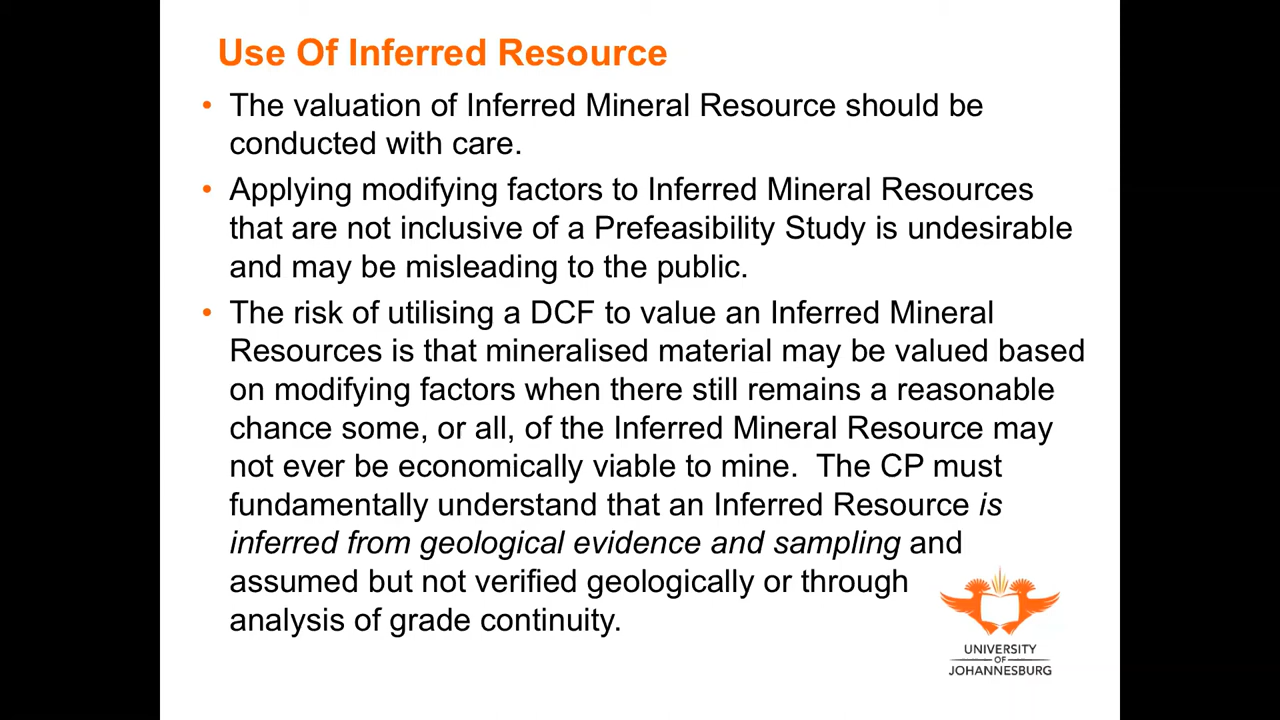 Use Of Inferred Resource
• The valuation of Inferred Mineral Resource should be
conducted with care.
• Applying modifying factors to Inferred Mineral Resources
that are not inclusive of a Prefeasibility Study is undesirable
and may be misleading to the public.
• The risk of utilising a DCF to value an Inferred Mineral
Resources is that mineralised material may be valued based
on modifying factors when there still remains a reasonable
chance some, or all, of the Inferred Mineral Resource may
not ever be economically viable to mine.  The CP must
fundamentally understand that an Inferred Resource is
inferred from geological evidence and sampling and
assumed but not verified geologically or through
analysis of grade continuity.
UNIVERSITY
OF
JOHANNESBURG